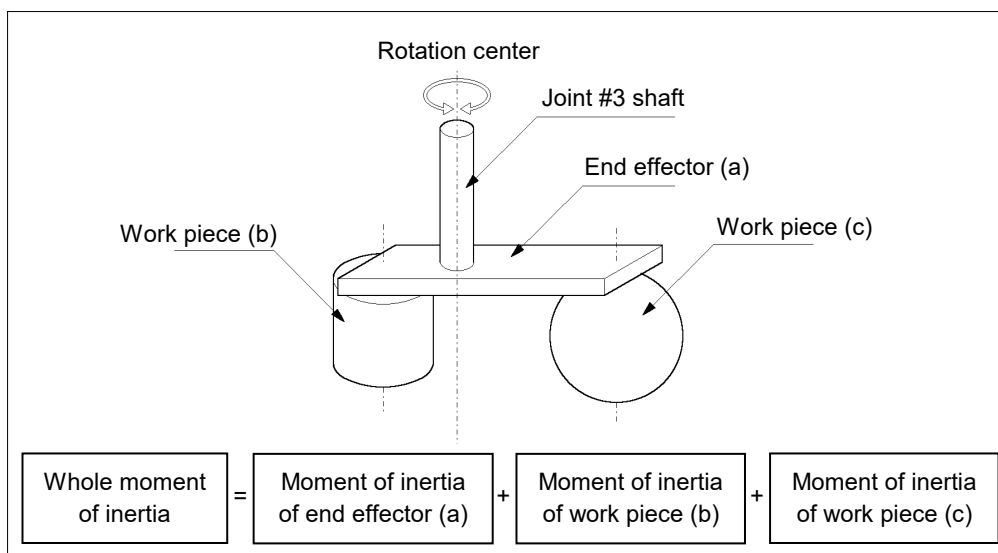 Rotation center
Joint #3 shaft
End effector (a)
Work piece (b)
Work piece (c)
Whole moment
of inertia
=
Moment of inertia
of end effector (a)
+
Moment of inertia
of work piece (b)
+
Moment of inertia
of work piece (c)